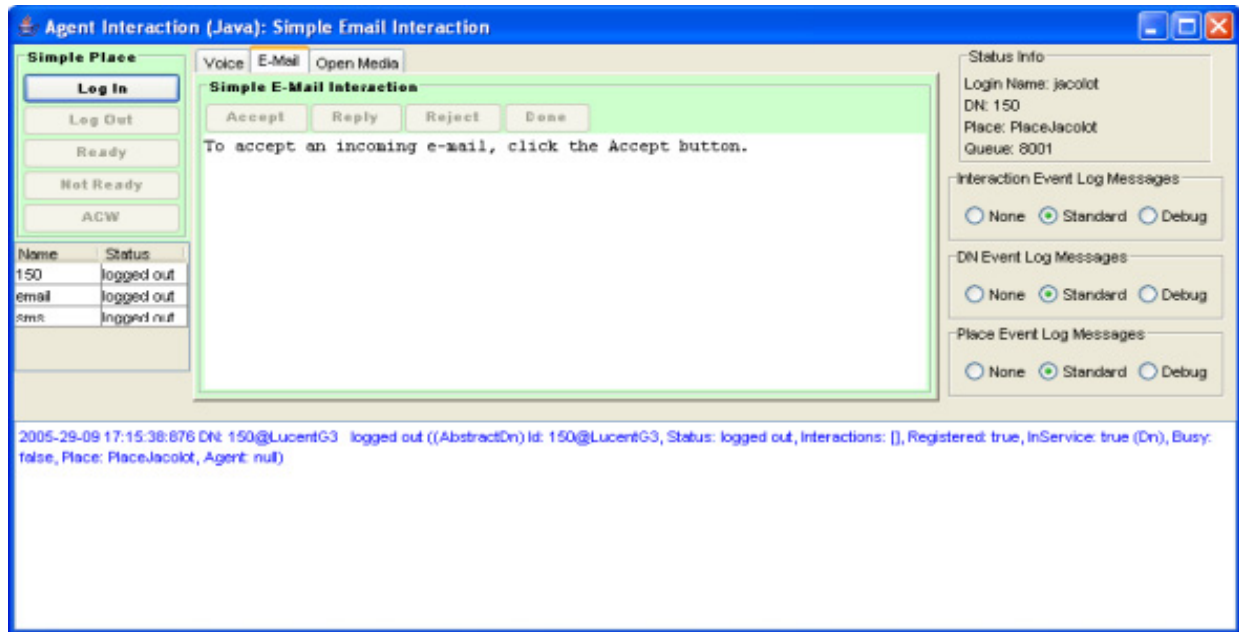 Agent Interaction (Java): Simple Email Interaction
Simple Place
Log In
Log Out
Ready
Not Ready
ACW
Name Status
150 logged out
email logged out
sms logged out
Voice E-Mail Open Media
Simple E-Mail Interaction
Accept Reply Reject Done
To accept an incoming e-mail, click the Accept button.
Status Info
Login Name: jacolot
DN: 150
Place: PlaceJacolot
Queue: 8001
Interaction Event Log Messages
None Standard Debug
DN Event Log Messages
None Standard Debug
Place Event Log Messages
None Standard Debug
2005-29-09 17:15:38:876 DN: 150@LucentG3 logged out ((AbstractDn) Id: 150@LucentG3, Status: logged out, Interactions: [], Registered: true, InService: true (Dn), Busy:
false, Place: PlaceJacolot, Agent: null)